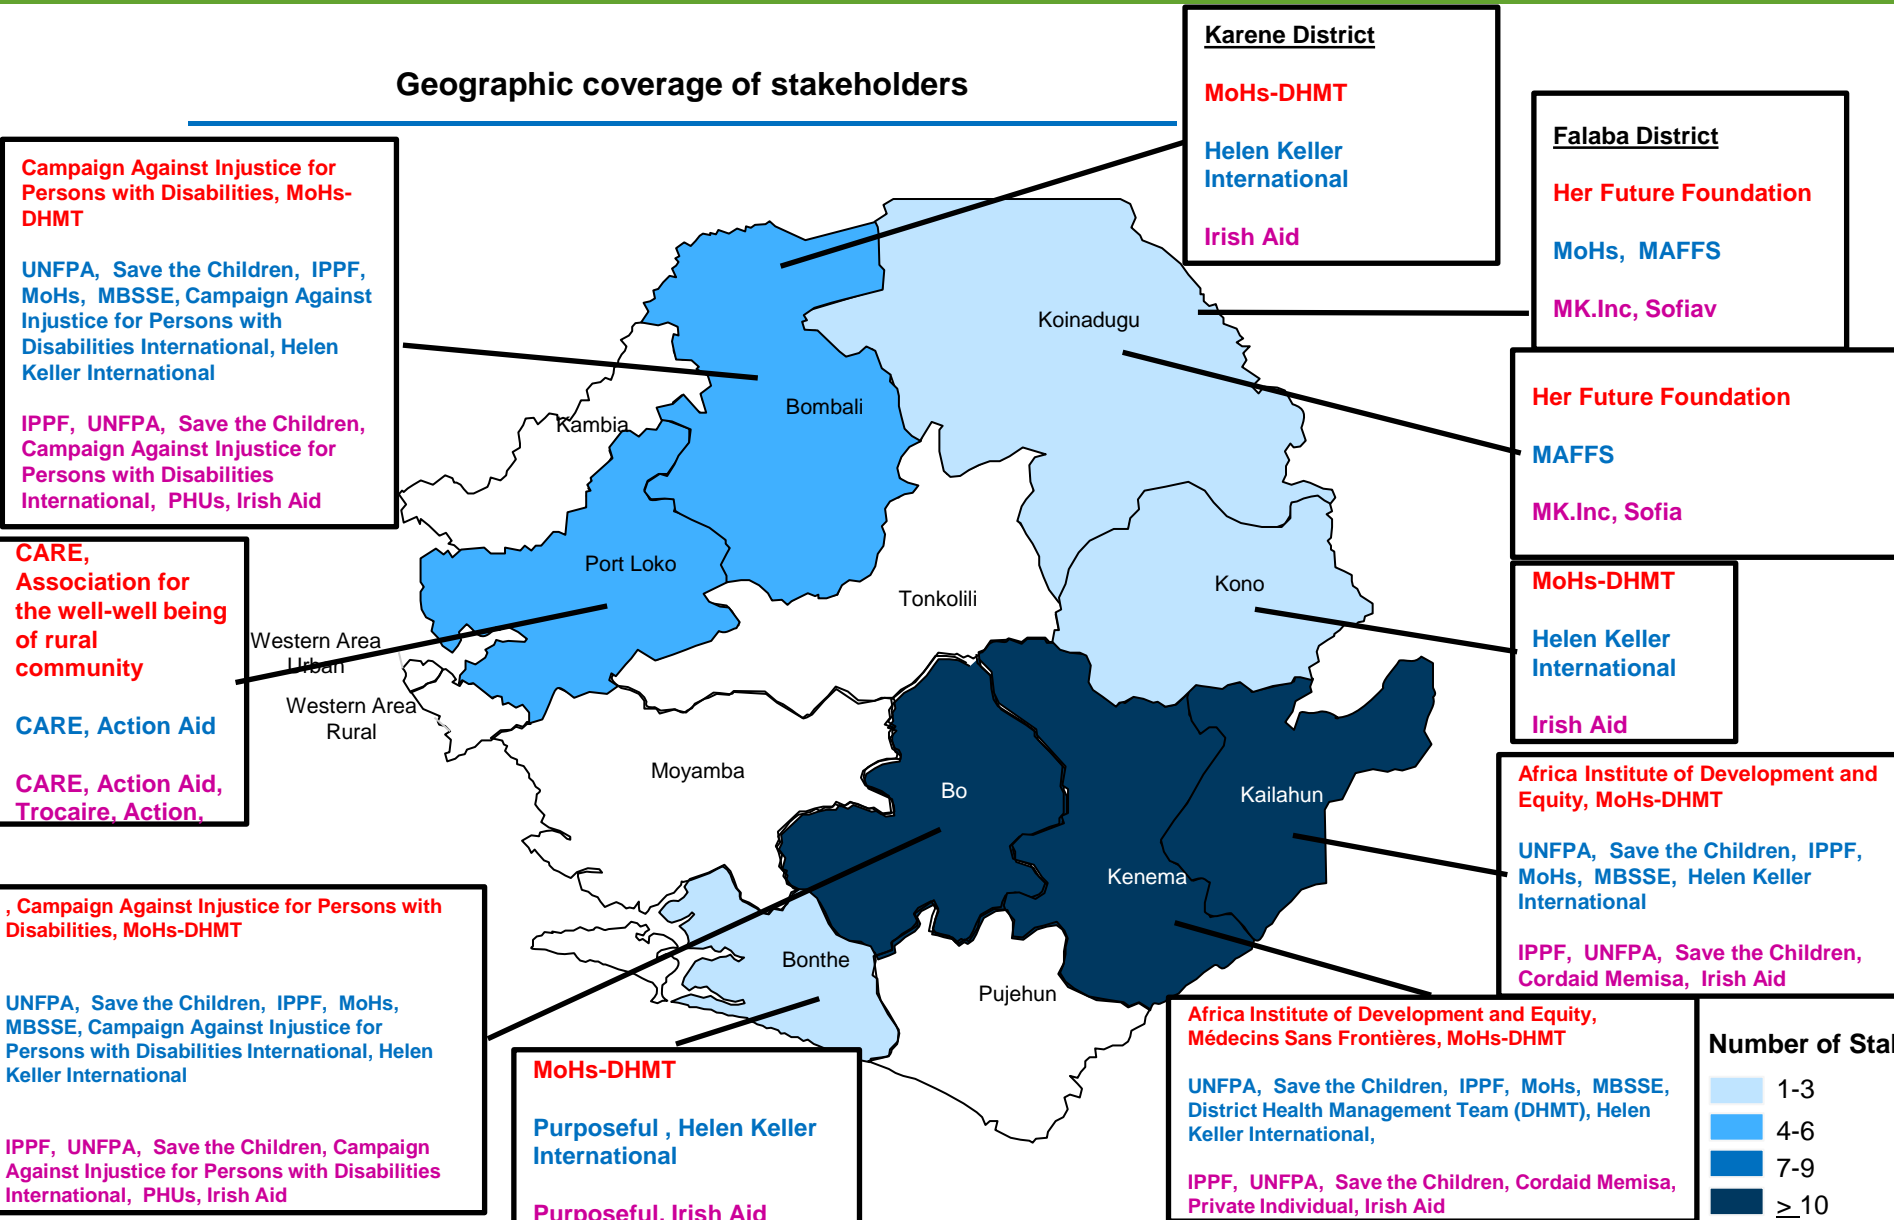 Geographic coverage of stakeholders
Karene District
MoHs-DHMT
Helen Keller
International
Irish Aid
Falaba District
Her Future Foundation
MoHs, MAFFS
MK.Inc, Sofiav
Campaign Against Injustice for
Persons with Disabilities, MoHs-
DHMT
UNFPA, Save the Children, IPPF,
MoHs, MBSSE, Campaign Against
Injustice for Persons with
Disabilities International, Helen
Keller International
IPPF, UNFPA, Save the Children,
Campaign Against Injustice for
Persons with Disabilities
International, PHUs, Irish Aid
Her Future Foundation
MAFFS
MK.Inc, Sofia
CARE,
Association for
the well-well being
of rural
community
CARE, Action Aid
CARE, Action Aid,
Trocaire, Action,
MoHs-DHMT
Helen Keller
International
Irish Aid
Koinadugu
Bombali
Kambia
Port Loko
Kono
Tonkolili
Western Area
Urban
Western Area
Rural
Moyamba
Bo
Kailahun
Kenema
Bonthe
Pujehun
Africa Institute of Development and
Equity, MoHs-DHMT
UNFPA, Save the Children, IPPF,
MoHs, MBSSE, Helen Keller
International
IPPF, UNFPA, Save the Children,
Cordaid Memisa, Irish Aid
, Campaign Against Injustice for Persons with
Disabilities, MoHs-DHMT
UNFPA, Save the Children, IPPF, MoHs,
MBSSE, Campaign Against Injustice for
Persons with Disabilities International, Helen
Keller International
IPPF, UNFPA, Save the Children, Campaign
Against Injustice for Persons with Disabilities
International, PHUs, Irish Aid
MoHs-DHMT
Purposeful , Helen Keller
International
Purposeful, Irish Aid
Africa Institute of Development and Equity,
Médecins Sans Frontières, MoHs-DHMT
UNFPA, Save the Children, IPPF, MoHs, MBSSE,
District Health Management Team (DHMT), Helen
Keller International,
IPPF, UNFPA, Save the Children, Cordaid Memisa,
Private Individual, Irish Aid
Number of Stal
1-3
4-6
7-9
> 10